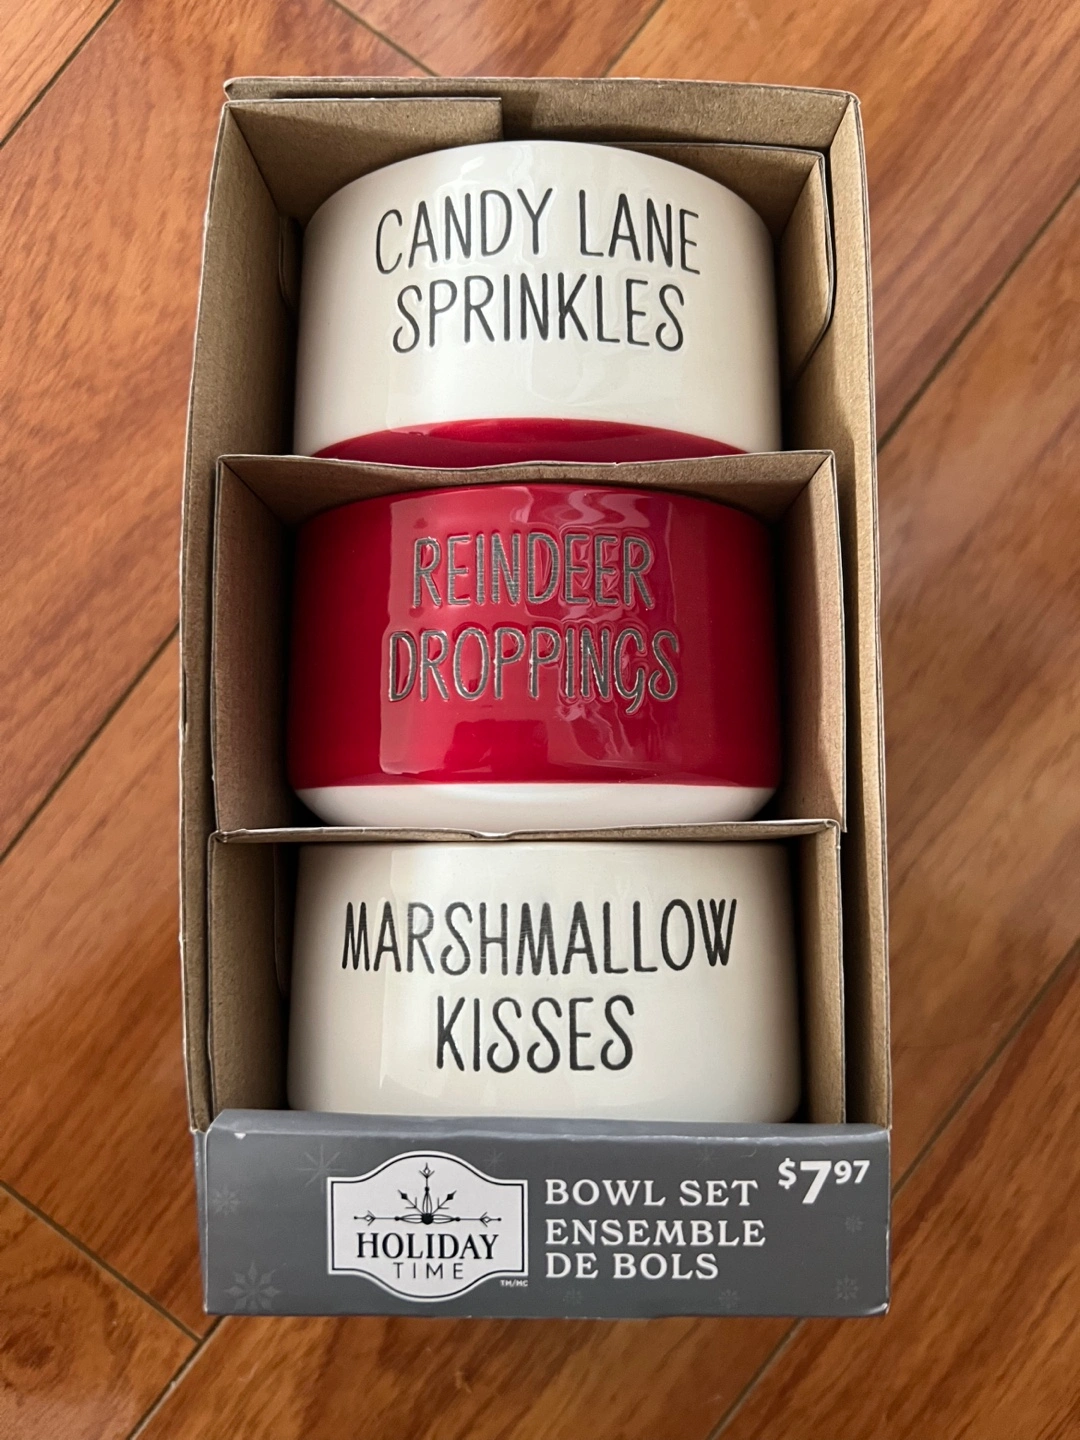 CANDY LANE
SPRINKLES
REINDEER
DROPPINGS
MARSHMALLOW
KISSES
HOLIDAY
TIME
TM/MC
BOWL SET $7.97
ENSEMBLE
DE BOLS